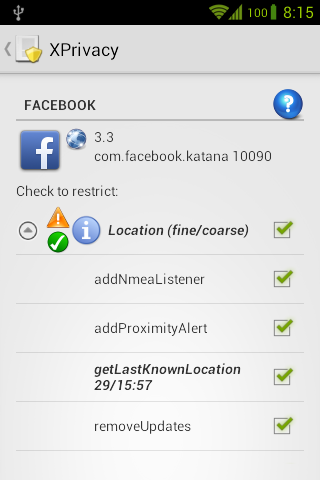 100 8:15
XPrivacy
FACEBOOK
?
f
3.3
com.facebook.katana 10090
Check to restrict:
! i Location (fine/coarse)
addNmeaListener
addProximityAlert
getLastKnownLocation
29/15:57
removeUpdates